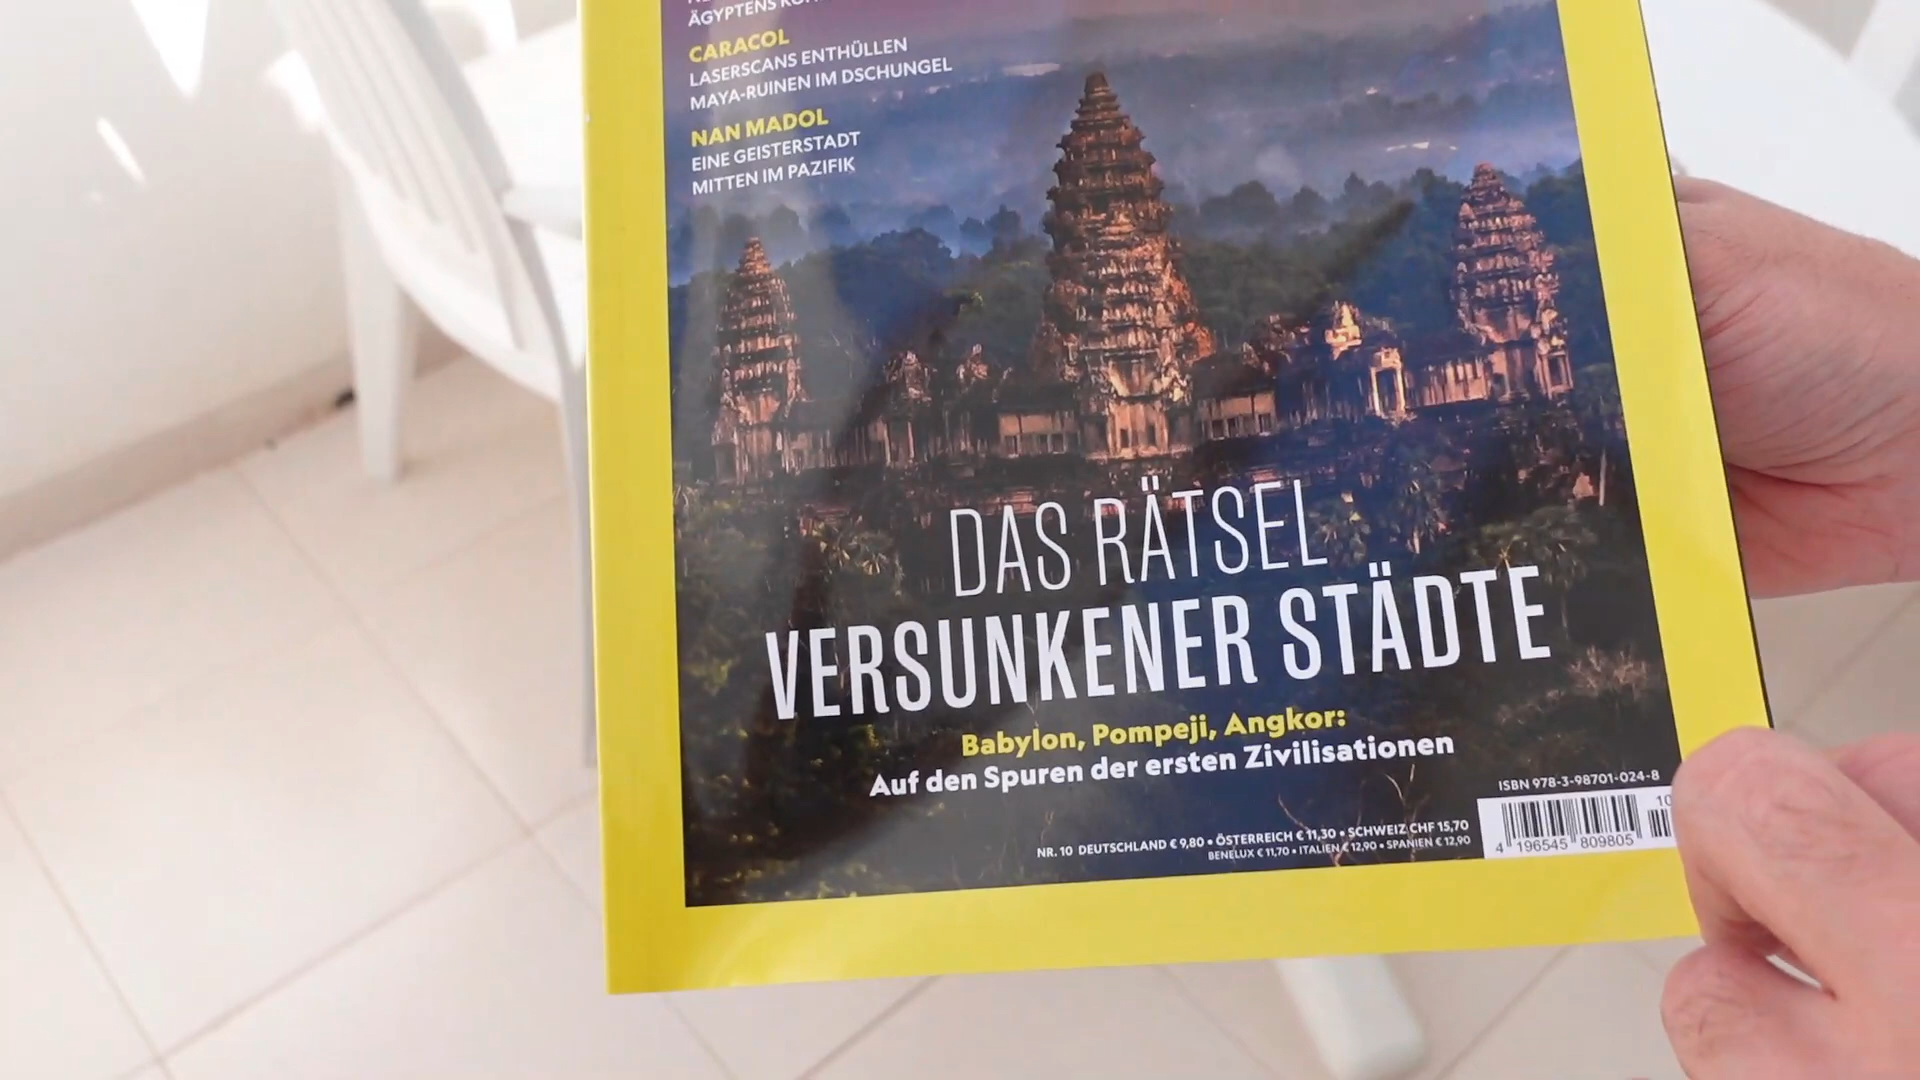 ÄGYPTENS
CARACOL
LASERSCANS ENTHÜLLEN
MAYA-RUINEN IM DSCHUNGEL
NAN MADOL
EINE GEISTERSTADT
MITTEN IM PAZIFIK
DAS RÄTSEL
VERSUNKENER STÄDTE
Babylon, Pompeji, Angkor:
Auf den Spuren der ersten Zivilisationen
ISBN 978-3-98701-024-8
10
4 196545 809805
NR. 10 DEUTSCHLAND € 9,80 • ÖSTERREICH € 11,30 • SCHWEIZ CHF 15,70
BENELUX € 11,70 • ITALIEN € 12,90 • SPANIEN € 12,90